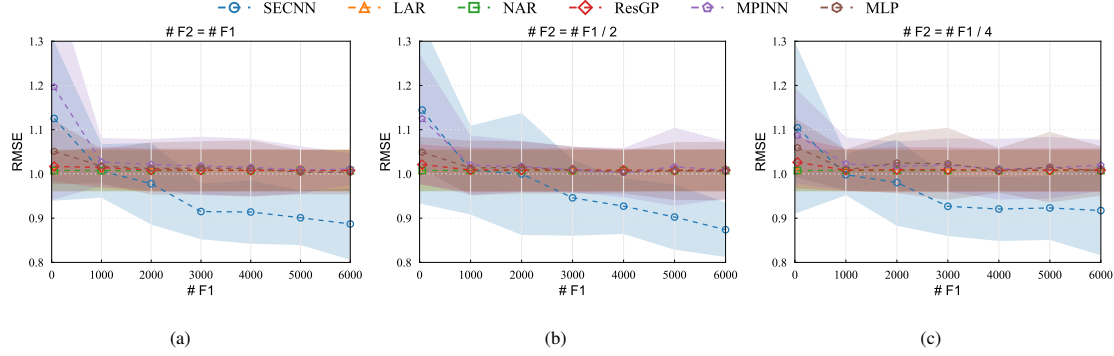 SECNN LAR NAR ResGP MPINN MLP
# F2 = # F1
1.3
1.2
1.1
1.0
0.9
0.8
RMSE
0 1000 2000 3000 4000 5000 6000
# F1
(a)
# F2 = # F1 / 2
1.3
1.2
1.1
1.0
0.9
0.8
RMSE
0 1000 2000 3000 4000 5000 6000
# F1
(b)
# F2 = # F1 / 4
1.3
1.2
1.1
1.0
0.9
0.8
RMSE
0 1000 2000 3000 4000 5000 6000
# F1
(c)